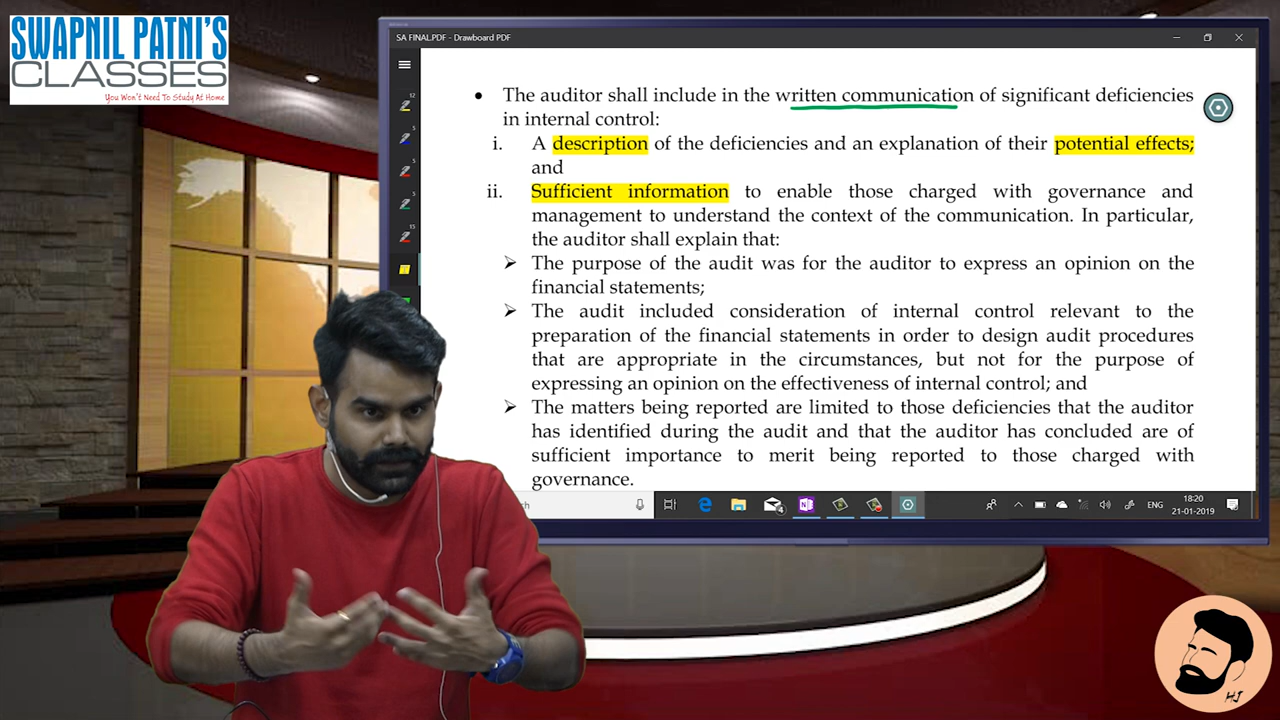 SWAPNIL PATNI'S
CLASSES
You Won't Need To Study At Home
SA FINAL.PDF - Drawboard PDF
• The auditor shall include in the written communication of significant deficiencies
in internal control:
i. A description of the deficiencies and an explanation of their potential effects;
and
ii. Sufficient information to enable those charged with governance and
management to understand the context of the communication. In particular,
the auditor shall explain that:
➢ The purpose of the audit was for the auditor to express an opinion on the
financial statements;
➢ The audit included consideration of internal control relevant to the
preparation of the financial statements in order to design audit procedures
that are appropriate in the circumstances, but not for the purpose of
expressing an opinion on the effectiveness of internal control; and
➢ The matters being reported are limited to those deficiencies that the auditor
has identified during the audit and that the auditor has concluded are of
sufficient importance to merit being reported to those charged with
governance.
12
5
5
5
15
4
ENG
18:20
21-01-2019
HJ